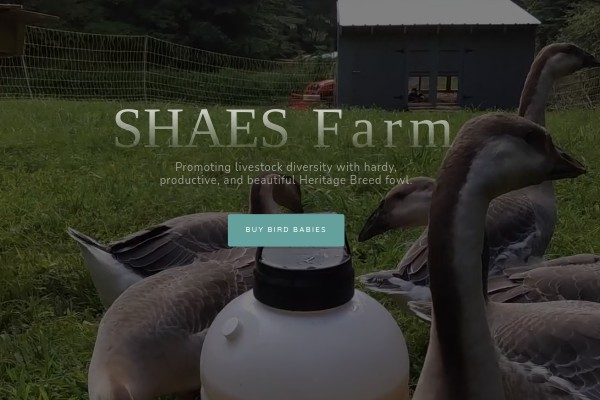 SHAES Farm
Promoting livestock diversity with hardy,
productive, and beautiful Heritage Breed fowl
BUY BIRD BABIES